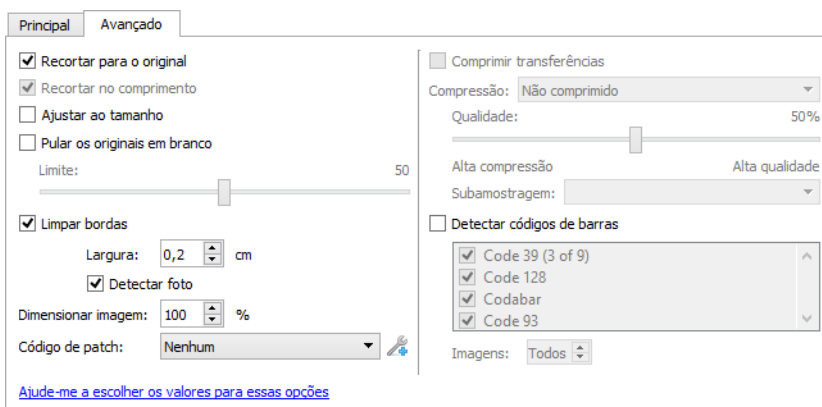 Principal Avançado
Recortar para o original
Recortar no comprimento
Ajustar ao tamanho
Pular os originais em branco
Limite: 50
Limpar bordas
Largura: 0,2 cm
Detectar foto
Dimensionar imagem: 100 %
Código de patch: Nenhum
Ajude-me a escolher os valores para essas opções
Comprimir transferências
Compressão: Não comprimido
Qualidade: 50%
Alta compressão Alta qualidade
Subamostragem:
Detectar códigos de barras
Code 39 (3 of 9)
Code 128
Codabar
Code 93
Imagens: Todos